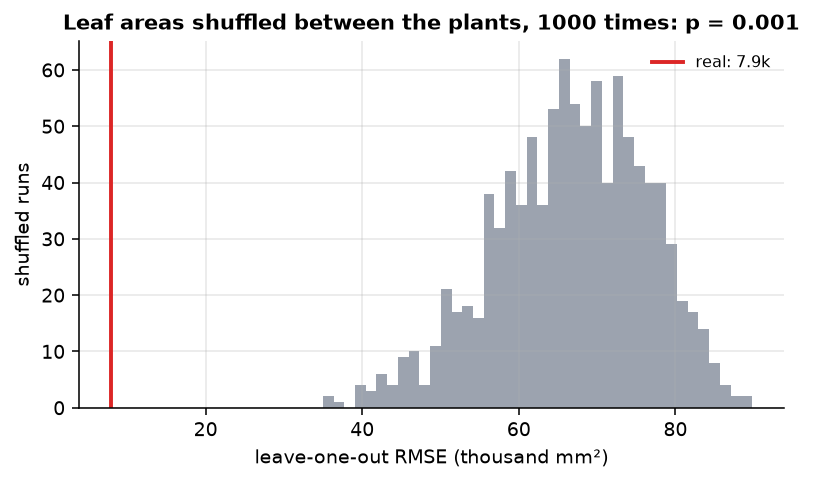 Leaf areas shuffled between the plants, 1000 times: p = 0.001
real: 7.9k
shuffled runs
60
50
40
30
20
10
0
20 40 60 80
leave-one-out RMSE (thousand mm²)